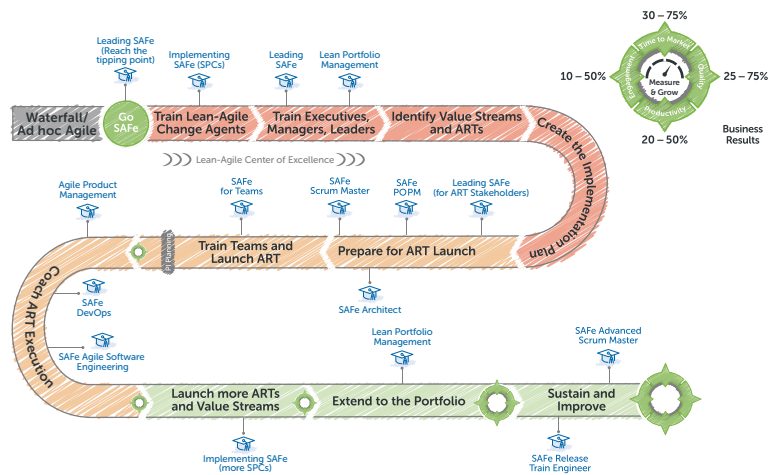 30 – 75%
Time to Market
10 – 50%
Engagement
Measure
& Grow
Quality
25 – 75%
Productivity
20 – 50%
Business
Results
Leading SAFe
(Reach the
tipping point)
Implementing
SAFe (SPCs)
Leading
SAFe
Lean Portfolio
Management
Waterfall/
Ad hoc Agile
Go
SAFe
Train Lean-Agile
Change Agents
Train Executives,
Managers, Leaders
Identify Value Streams
and ARTs
Create the Implementation Plan
Lean-Agile Center of Excellence
Agile Product
Management
SAFe
for Teams
SAFe
Scrum Master
SAFe
POPM
Leading SAFe
(for ART Stakeholders)
PI Planning
Train Teams and
Launch ART
Prepare for ART Launch
SAFe Architect
Coach ART Execution
SAFe
DevOps
SAFe Agile Software
Engineering
Lean Portfolio
Management
SAFe Advanced
Scrum Master
Launch more ARTs
and Value Streams
Extend to the Portfolio
Sustain and
Improve
Implementing SAFe
(more SPCs)
SAFe Release
Train Engineer